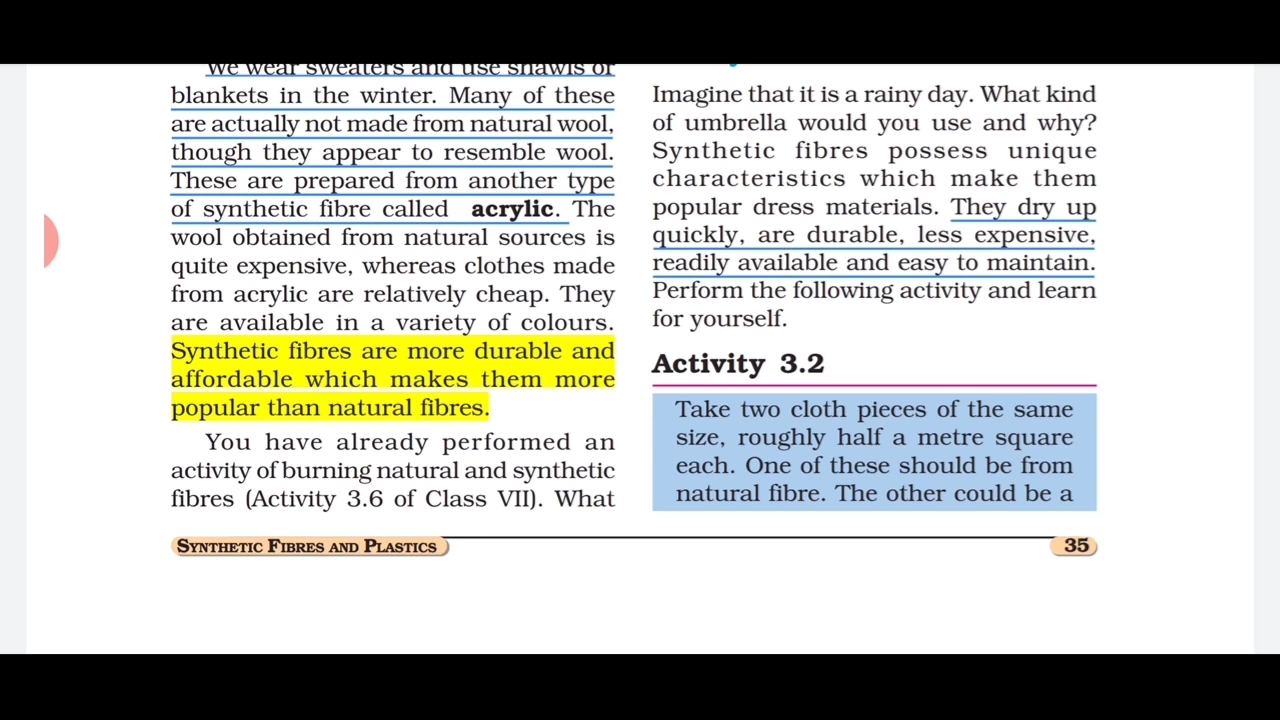 We wear sweaters and use shawls or
blankets in the winter. Many of these
are actually not made from natural wool,
though they appear to resemble wool.
These are prepared from another type
of synthetic fibre called acrylic. The
wool obtained from natural sources is
quite expensive, whereas clothes made
from acrylic are relatively cheap. They
are available in a variety of colours.
Synthetic fibres are more durable and
affordable which makes them more
popular than natural fibres.
You have already performed an
activity of burning natural and synthetic
fibres (Activity 3.6 of Class VII). What
Imagine that it is a rainy day. What kind
of umbrella would you use and why?
Synthetic fibres possess unique
characteristics which make them
popular dress materials. They dry up
quickly, are durable, less expensive,
readily available and easy to maintain.
Perform the following activity and learn
for yourself.
Activity 3.2
Take two cloth pieces of the same
size, roughly half a metre square
each. One of these should be from
natural fibre. The other could be a
SYNTHETIC FIBRES AND PLASTICS
35